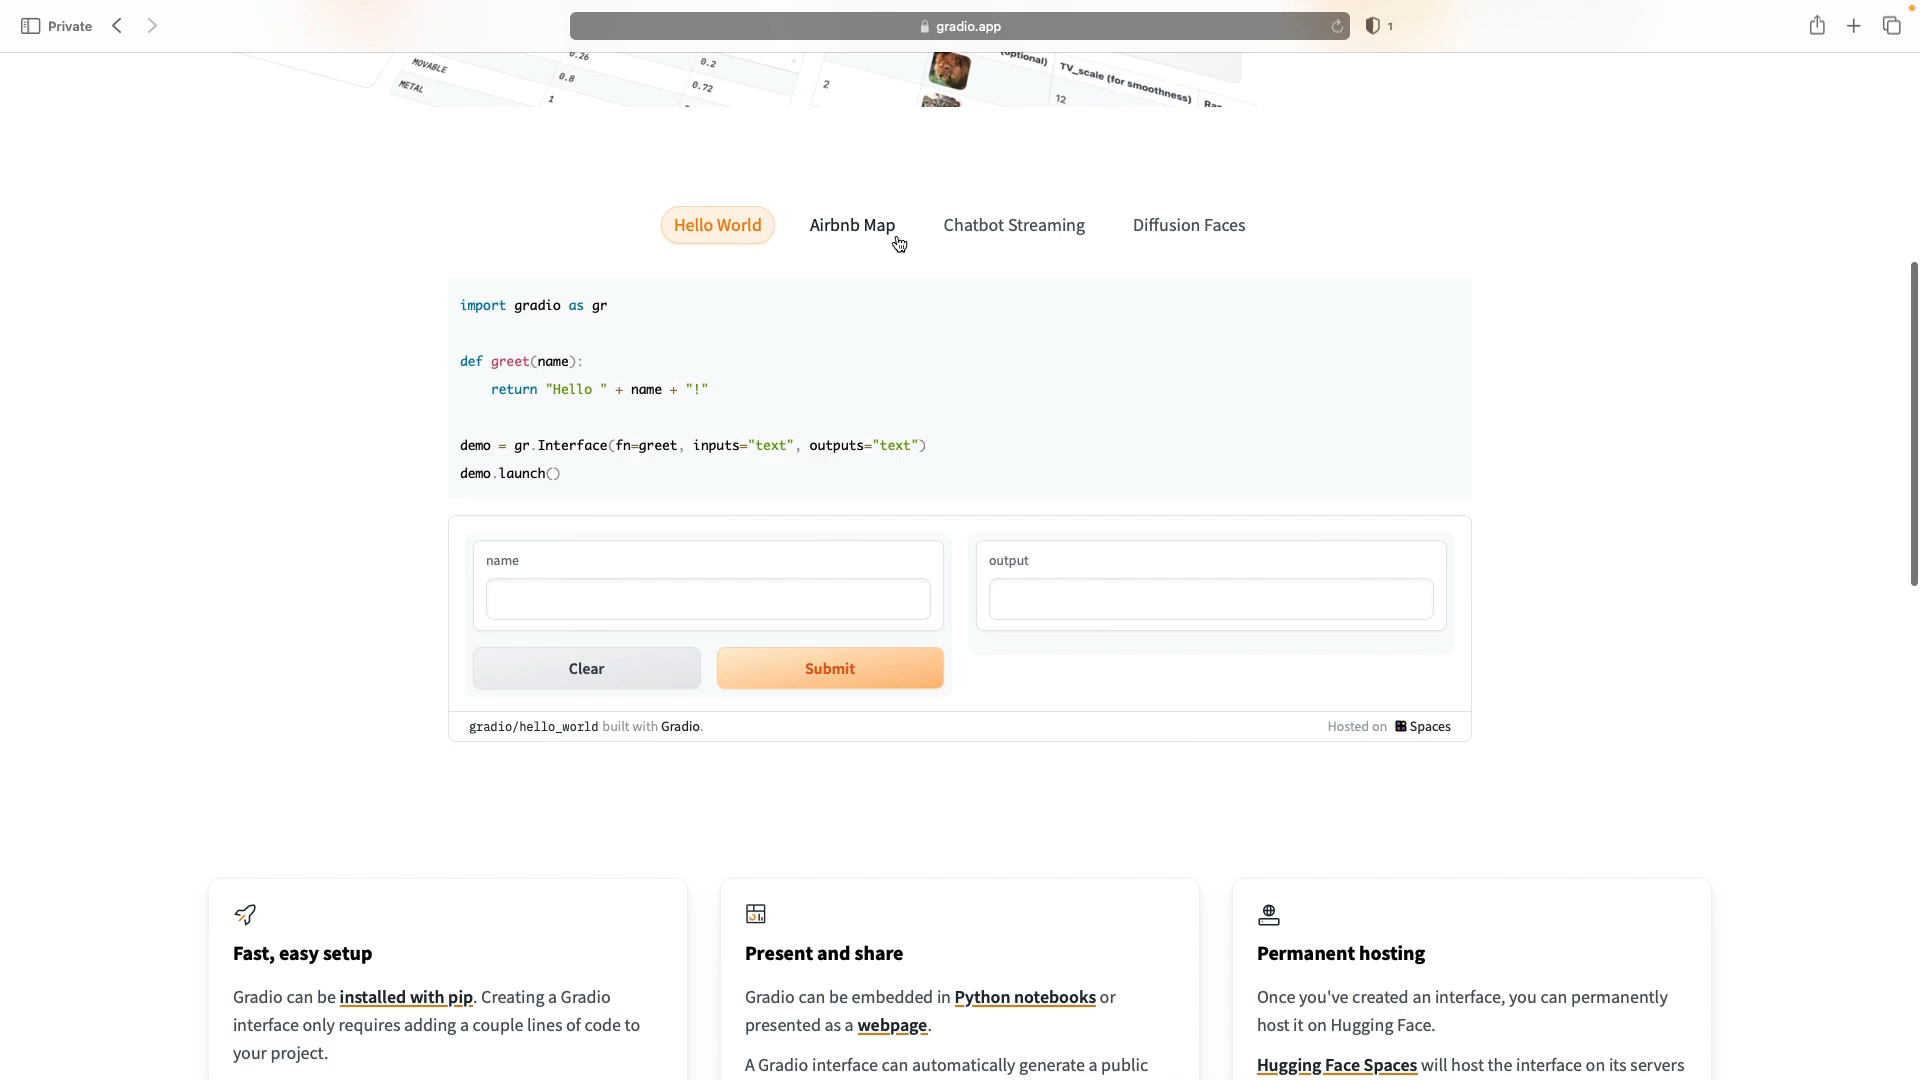 Private
gradio.app
1
MOVABLE
0.26
0.2
METAL
0.8
0.72
1
2
(optional)
TV_scale (for smoothness)
12
Hello World
Airbnb Map
Chatbot Streaming
Diffusion Faces
import gradio as gr
def greet(name):
return "Hello " + name + "!"
demo = gr.Interface(fn=greet, inputs="text", outputs="text")
demo.launch()
name
output
Clear
Submit
gradio/hello_world built with Gradio.
Hosted on Spaces
Fast, easy setup
Gradio can be installed with pip. Creating a Gradio
interface only requires adding a couple lines of code to
your project.
Present and share
Gradio can be embedded in Python notebooks or
presented as a webpage.
A Gradio interface can automatically generate a public
Permanent hosting
Once you've created an interface, you can permanently
host it on Hugging Face.
Hugging Face Spaces will host the interface on its servers